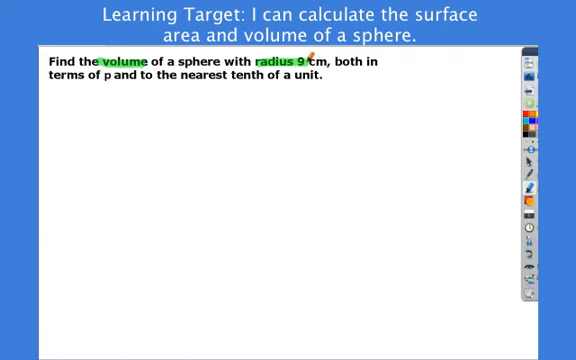 Learning Target: I can calculate the surface
area and volume of a sphere.
Find the volume of a sphere with radius 9 cm, both in
terms of p and to the nearest tenth of a unit.